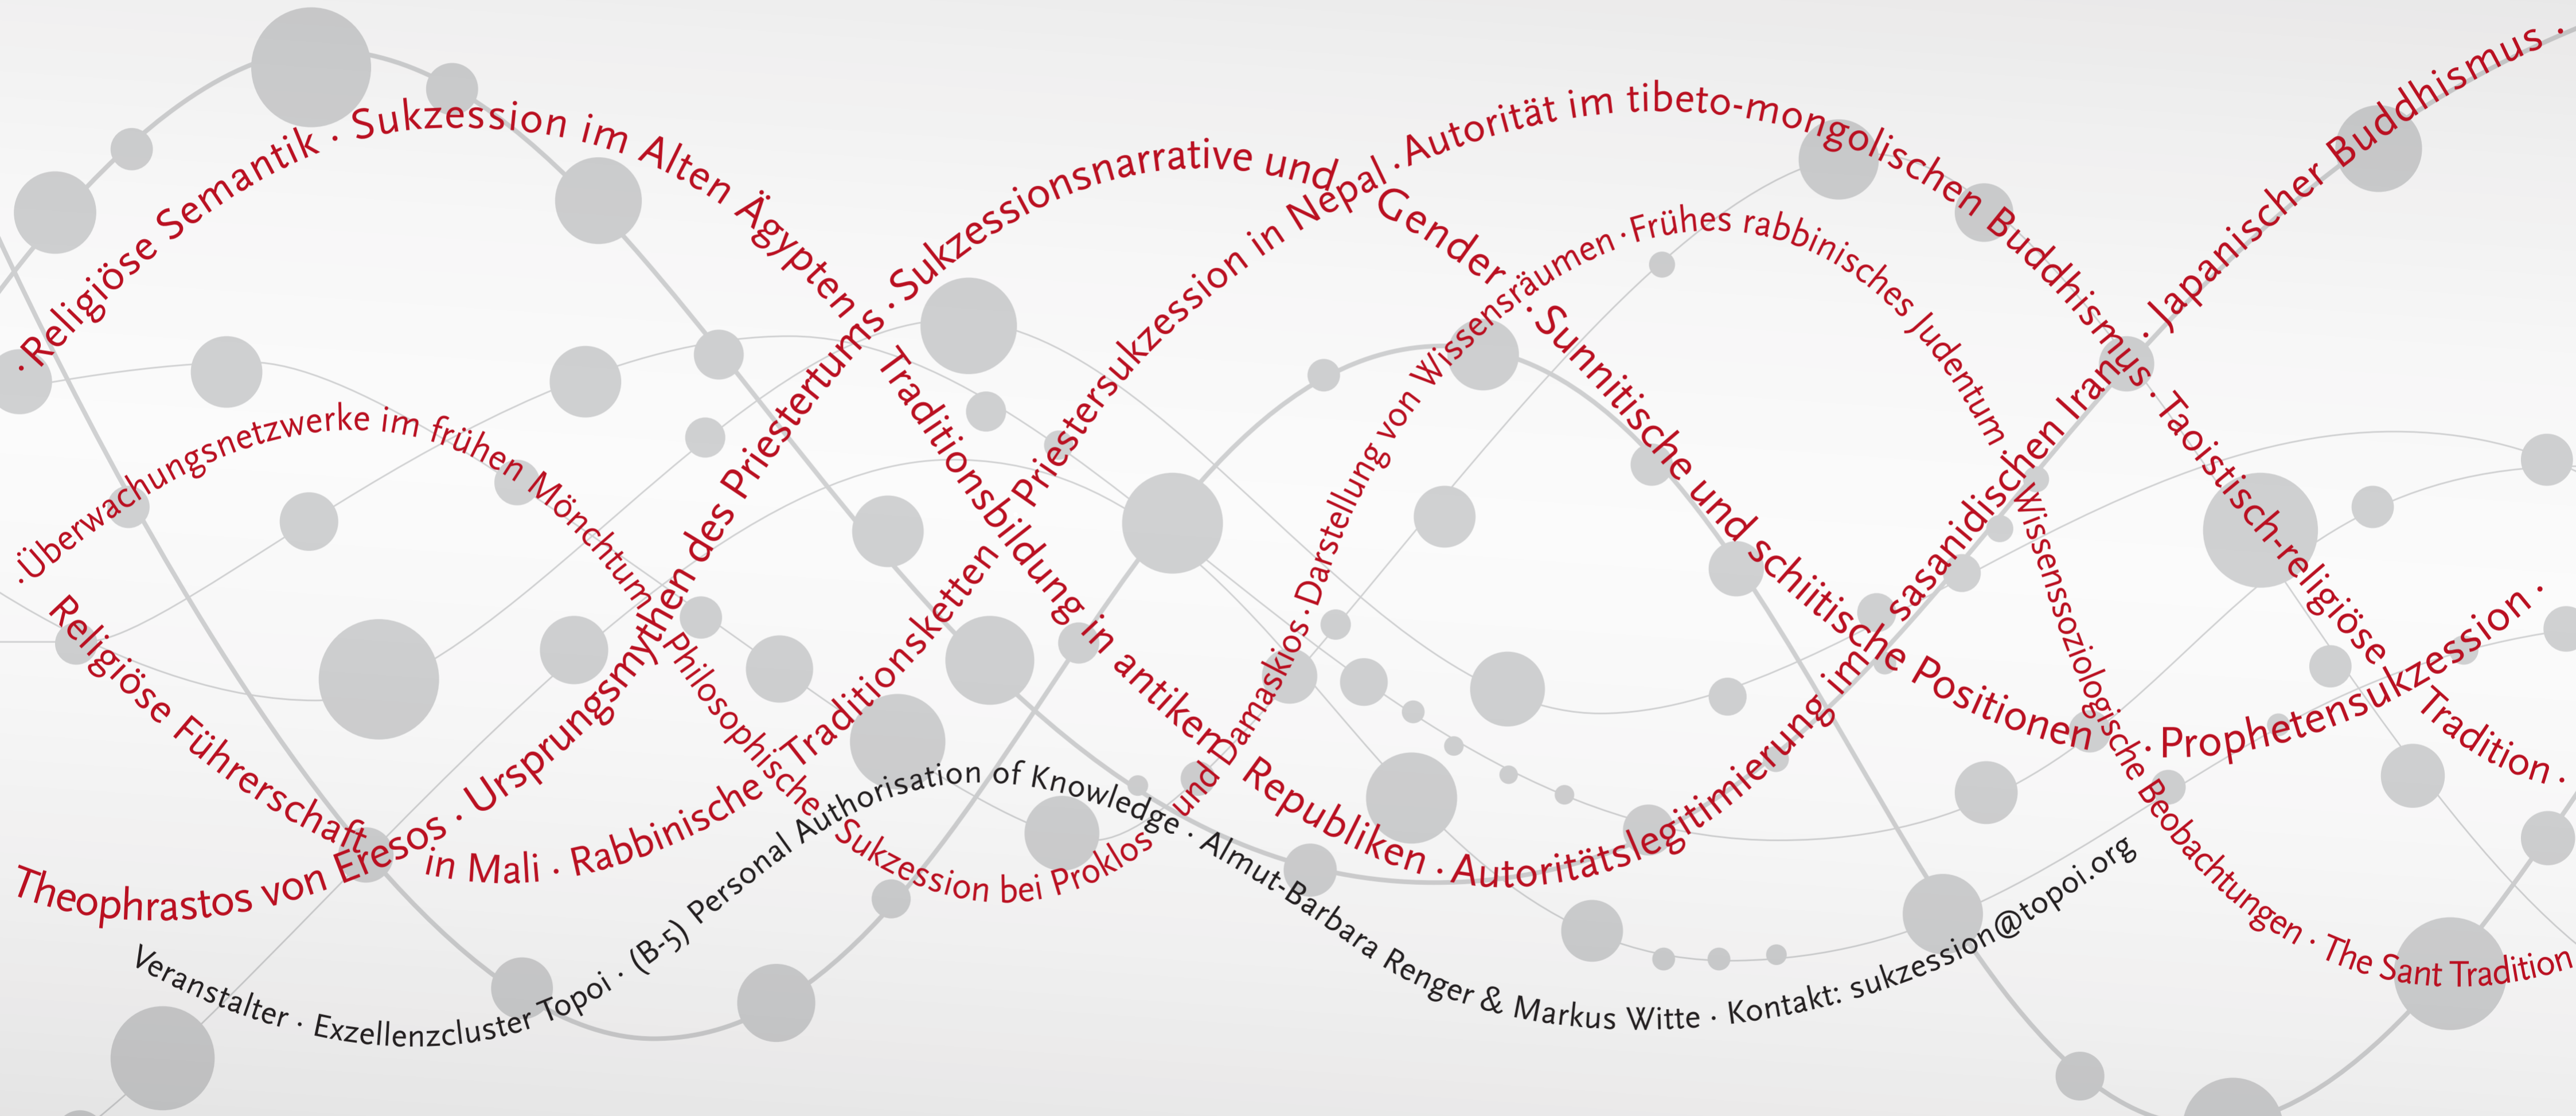 · Religiöse Semantik · Sukzession im Alten Ägypten · Traditionsbildung in antiken Republiken · Autoritätslegitimierung im sasanidischen Iran · Japanischer Buddhismus ·
· Überwachungsnetzwerke im frühen Mönchtum · Philosophische Sukzession bei Proklos und Damaskios · Darstellung von Wissensräumen · Frühes rabbinisches Judentum · Wissenssoziologische Beobachtungen · The Sant Tradition
· Religiöse Führerschaft in Mali · Rabbinische Traditionsketten · Priestersukzession in Nepal · Autorität im tibeto-mongolischen Buddhismus · Taoistisch-religiöse Tradition ·
Theophrastos von Eresos · Ursprungsmythen des Priestertums · Sukzessionsnarrative und Gender · Sunnitische und schiitische Positionen · Prophetensukzession ·
Veranstalter · Exzellenzcluster Topoi · (B-5) Personal Authorisation of Knowledge · Almut-Barbara Renger & Markus Witte · Kontakt: sukzession@topoi.org